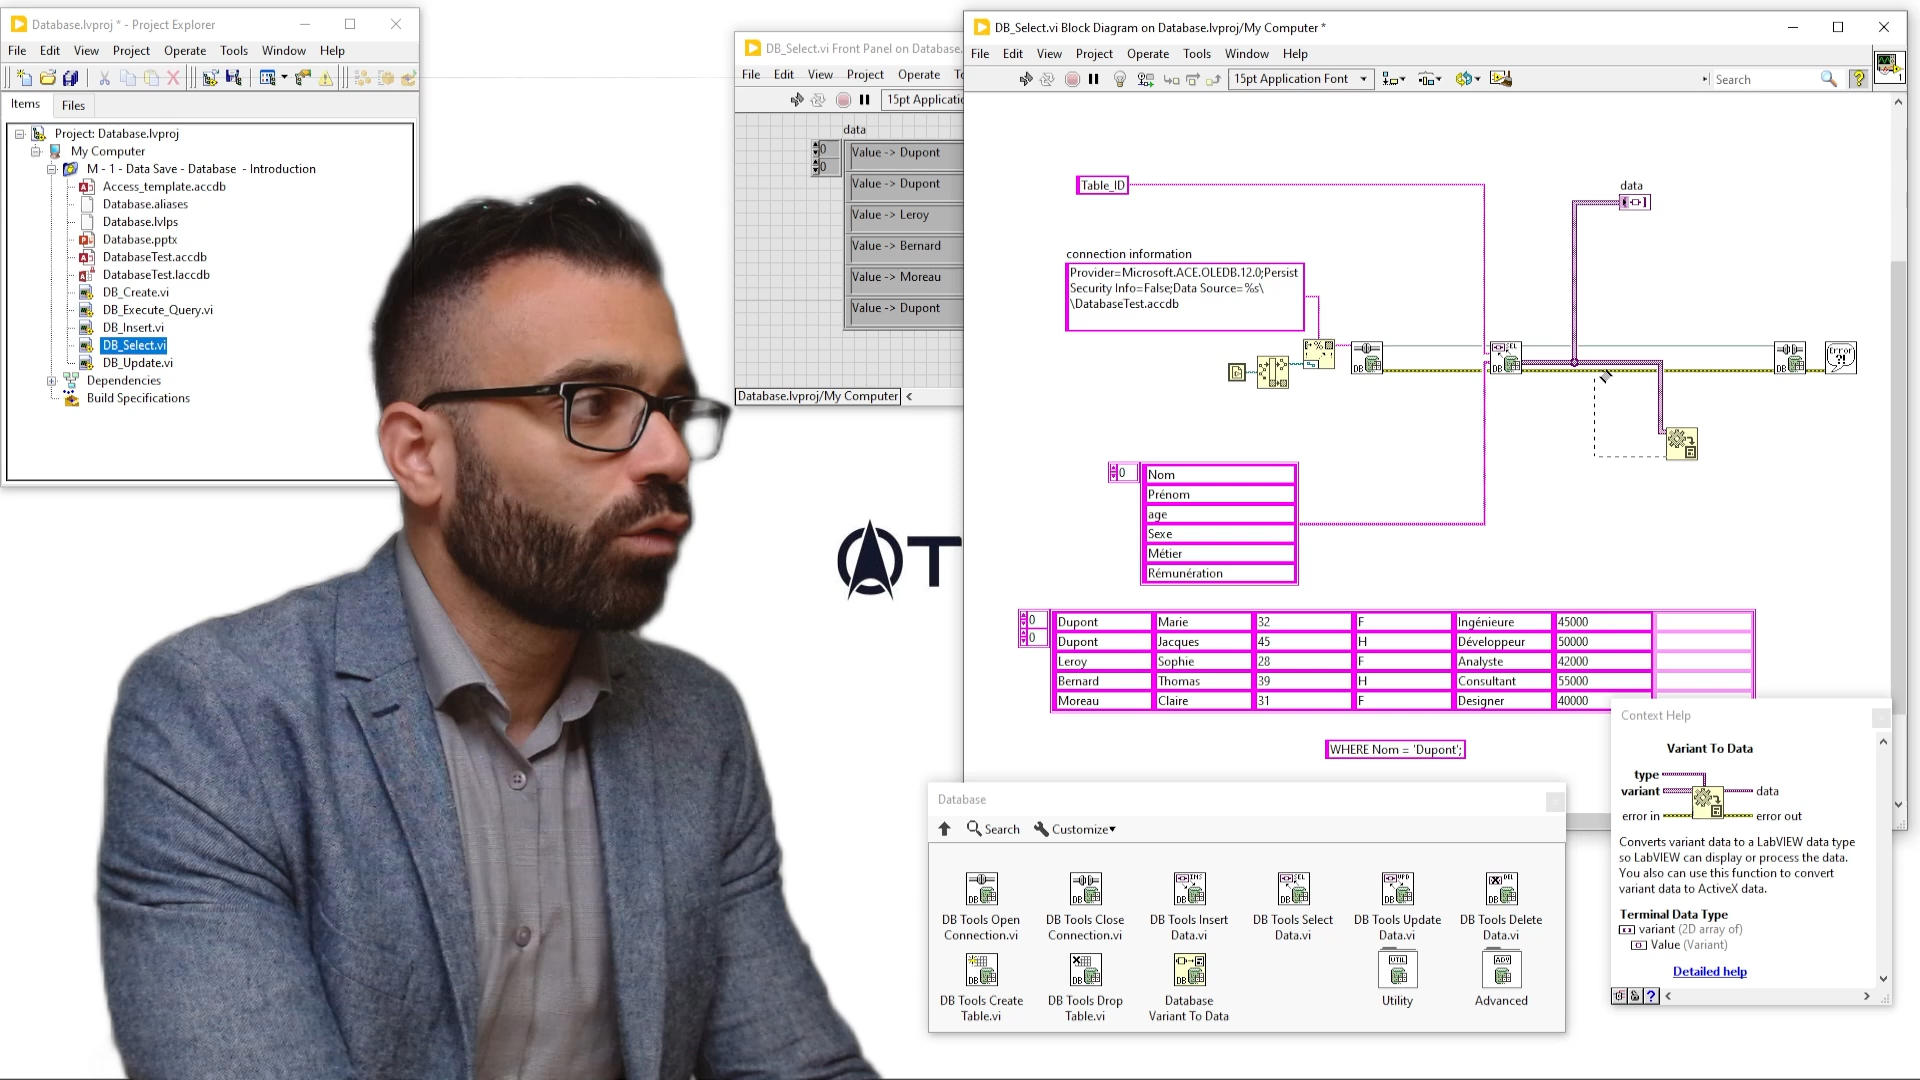 Database.lvproj * - Project Explorer
File Edit View Project Operate Tools Window Help
Items Files
Project: Database.lvproj
My Computer
M - 1 - Data Save - Database - Introduction
Access_template.accdb
Database.aliases
Database.lvlps
Database.pptx
DatabaseTest.accdb
DatabaseTest.laccdb
DB_Create.vi
DB_Execute_Query.vi
DB_Insert.vi
DB_Select.vi
DB_Update.vi
Dependencies
Build Specifications
DB_Select.vi Front Panel on Database.
File Edit View Project Operate
15pt Applicatio
data
0
0
Value -> Dupont
Value -> Dupont
Value -> Leroy
Value -> Bernard
Value -> Moreau
Value -> Dupont
Database.lvproj/My Computer
DB_Select.vi Block Diagram on Database.lvproj/My Computer *
File Edit View Project Operate Tools Window Help
15pt Application Font
Search
Table_ID
data
connection information
Provider=Microsoft.ACE.OLEDB.12.0;Persist
Security Info=False;Data Source=%s\
\DatabaseTest.accdb
0
Nom
Prénom
age
Sexe
Métier
Rémunération
0
0
Dupont Marie 32 F Ingénieure 45000
Dupont Jacques 45 H Développeur 50000
Leroy Sophie 28 F Analyste 42000
Bernard Thomas 39 H Consultant 55000
Moreau Claire 31 F Designer 40000
WHERE Nom = 'Dupont';
Database
Search Customize
DB Tools Open
Connection.vi
DB Tools Close
Connection.vi
DB Tools Insert
Data.vi
DB Tools Select
Data.vi
DB Tools Update
Data.vi
DB Tools Delete
Data.vi
DB Tools Create
Table.vi
DB Tools Drop
Table.vi
Database
Variant To Data
Utility
Advanced
Context Help
Variant To Data
type
variant data
error in error out
Converts variant data to a LabVIEW data type
so LabVIEW can display or process the data.
You also can use this function to convert
variant data to ActiveX data.
Terminal Data Type
variant (2D array of)
Value (Variant)
Detailed help